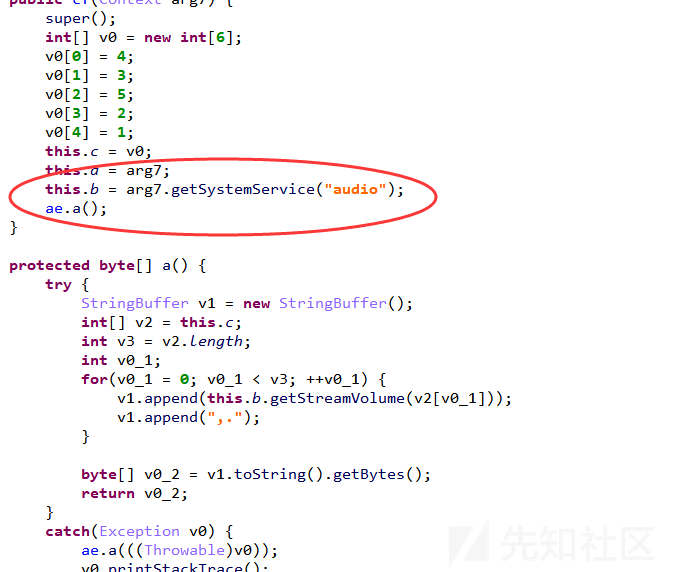 public cf(Context arg7) {
super();
int[] v0 = new int[6];
v0[0] = 4;
v0[1] = 3;
v0[2] = 5;
v0[3] = 2;
v0[4] = 1;
this.c = v0;
this.a = arg7;
this.b = arg7.getSystemService("audio");
ae.a();
}
protected byte[] a() {
try {
StringBuffer v1 = new StringBuffer();
int[] v2 = this.c;
int v3 = v2.length;
int v0_1;
for(v0_1 = 0; v0_1 < v3; ++v0_1) {
v1.append(this.b.getStreamVolume(v2[v0_1]));
v1.append(",.");
}
byte[] v0_2 = v1.toString().getBytes();
return v0_2;
}
catch(Exception v0) {
ae.a(((Throwable)v0));
v0.printStackTrace();
先知社区